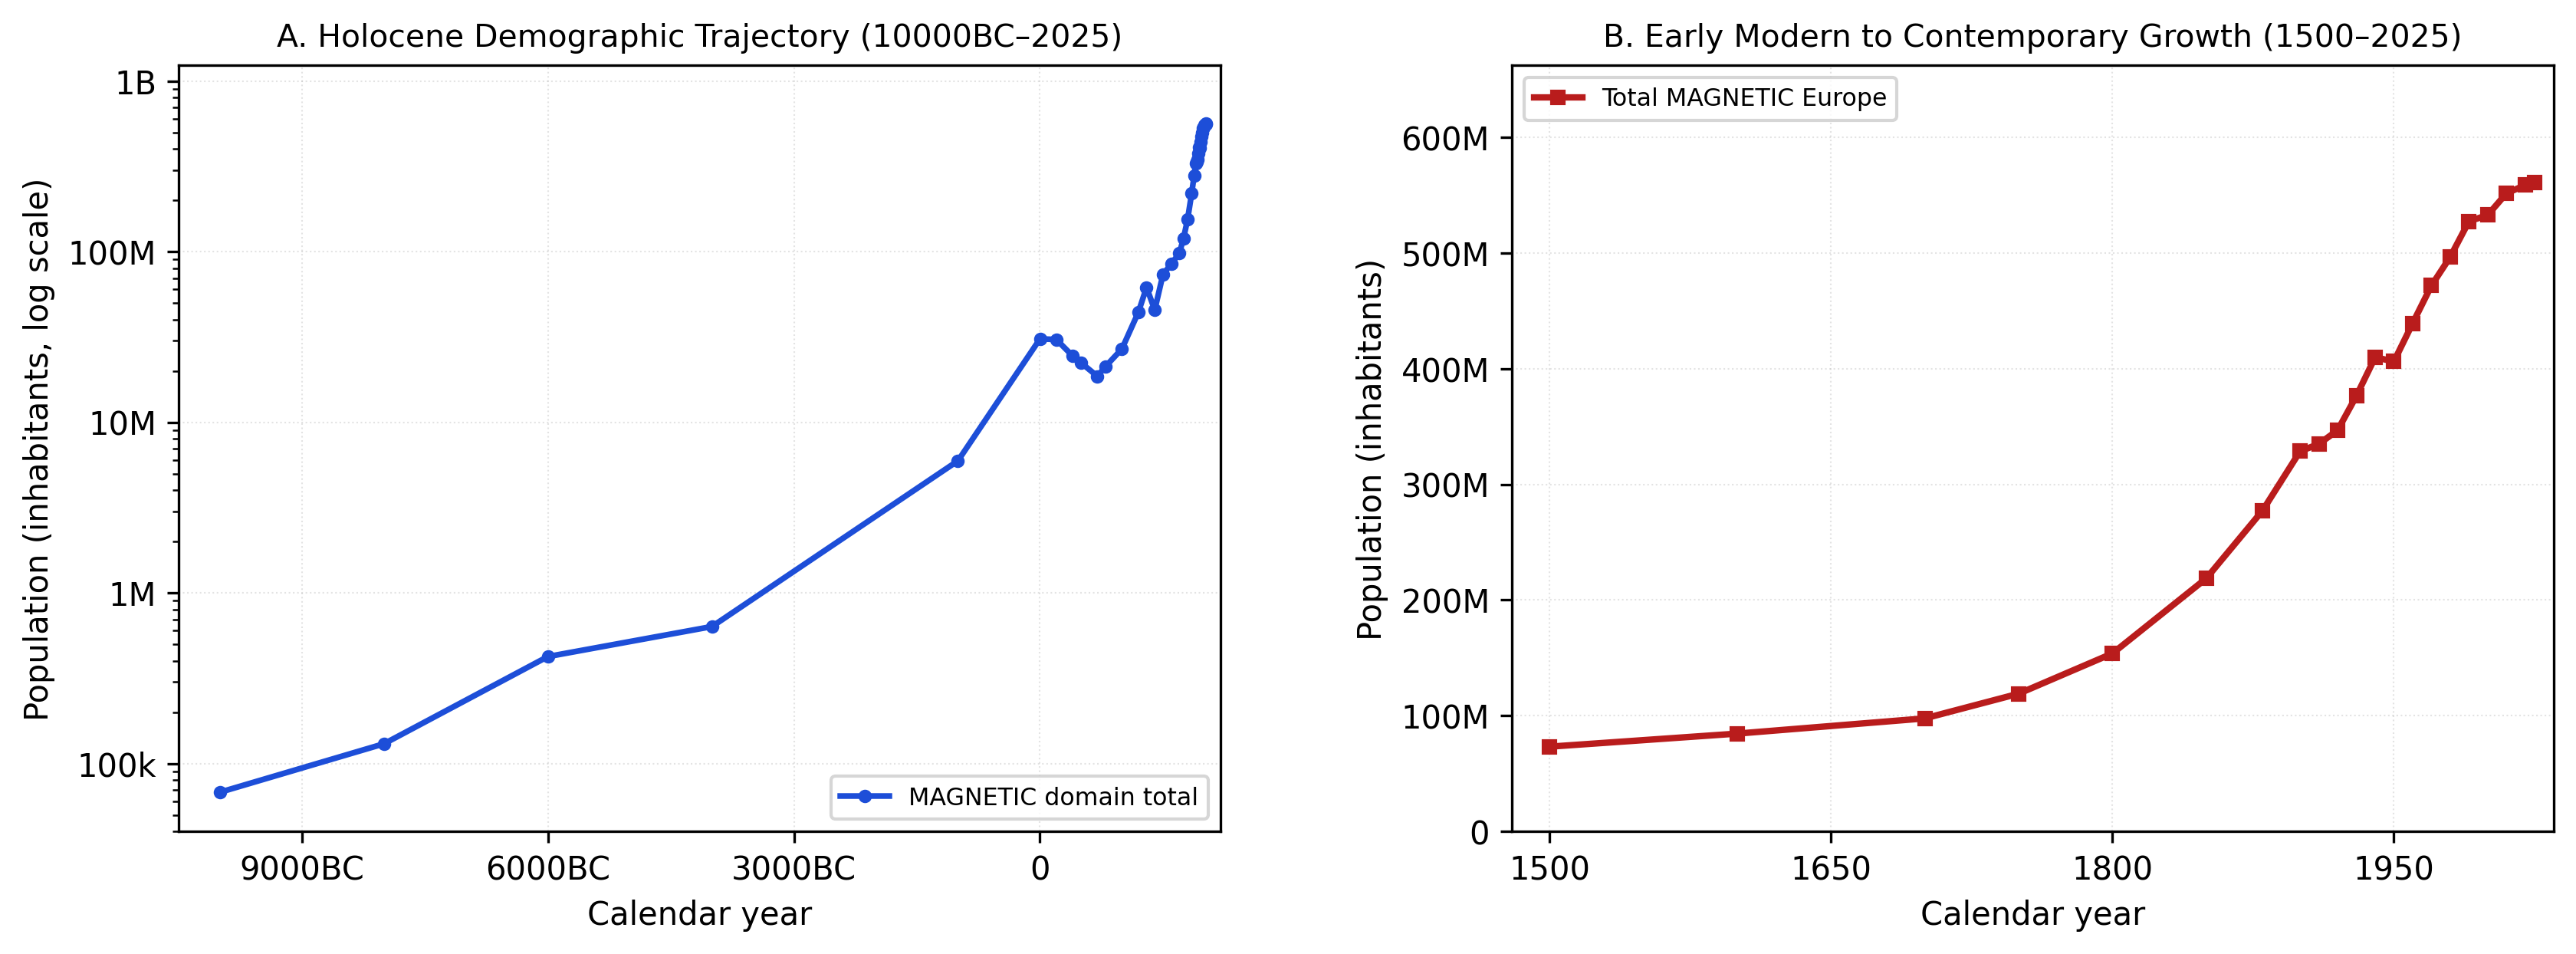 A. Holocene Demographic Trajectory (10000BC–2025)
Population (inhabitants, log scale)
1B
100M
10M
1M
100k
MAGNETIC domain total
9000BC 6000BC 3000BC 0
Calendar year
B. Early Modern to Contemporary Growth (1500–2025)
Population (inhabitants)
Total MAGNETIC Europe
600M
500M
400M
300M
200M
100M
0
1500 1650 1800 1950
Calendar year